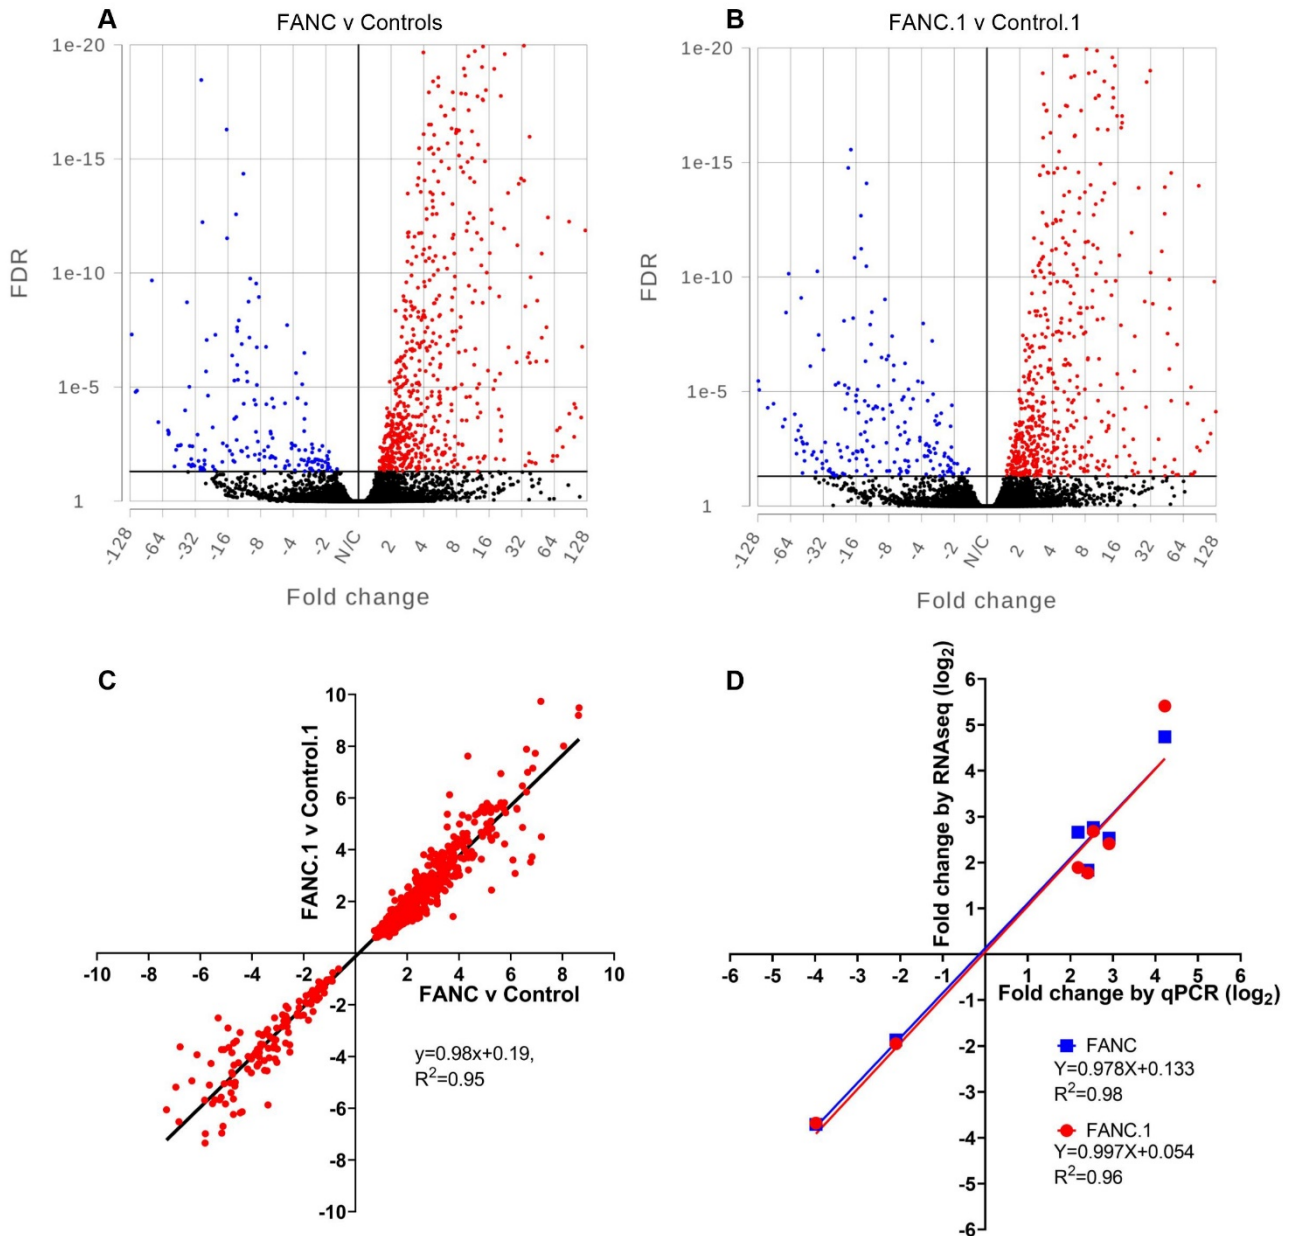 A
FANC v Controls
1e-20
1e-15
1e-10
1e-5
1
FDR
-128
-64
-32
-16
-8
-4
-2
N/C
2
4
8
16
32
64
128
Fold change
B
FANC.1 v Control.1
1e-20
1e-15
1e-10
1e-5
1
FDR
-128
-64
-32
-16
-8
-4
-2
N/C
2
4
8
16
32
64
128
Fold change
C
FANC.1 v Control.1
10
8
6
4
2
-10
-8
-6
-4
-2
2
4
6
8
10
FANC v Control
-2
-4
-6
-8
-10
y=0.98x+0.19,
R²=0.95
D
Fold change by RNAseq (log₂)
6
5
4
3
2
1
-6
-5
-4
-3
-2
-1
1
2
3
4
5
6
Fold change by qPCR (log₂)
-1
-2
-3
-4
-5
-6
FANC
Y=0.978X+0.133
R²=0.98
FANC.1
Y=0.997X+0.054
R²=0.96